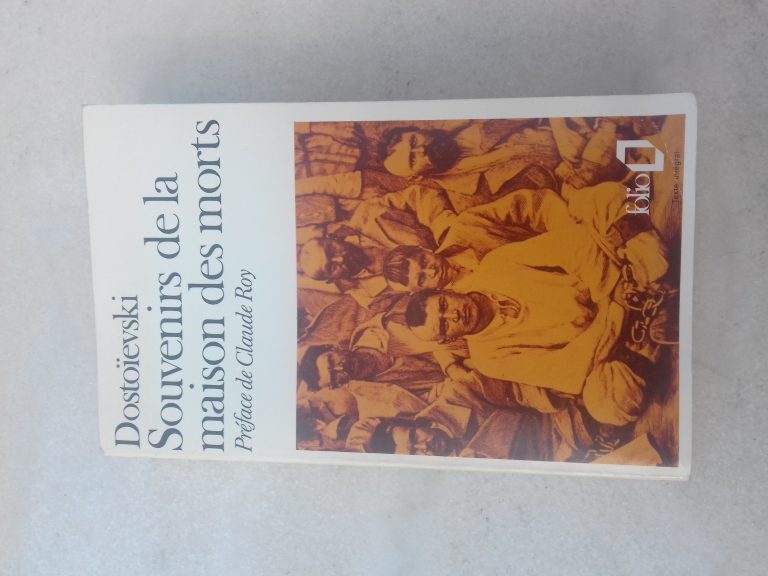 Dostoïevski
Souvenirs de la
maison des morts
Préface de Claude Roy
folio
Texte intégral